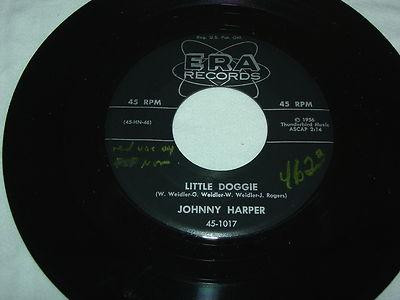 Reg. U.S. Pat. Off.
ERA
RECORDS
45 RPM
45 RPM
(45-HN-46)
© 1956
Thunderbird Music
ASCAP 2:14
4623
LITTLE DOGGIE
(W. Weidler-G. Weidler-W. Weidler-J. Rogers)
JOHNNY HARPER
45-1017